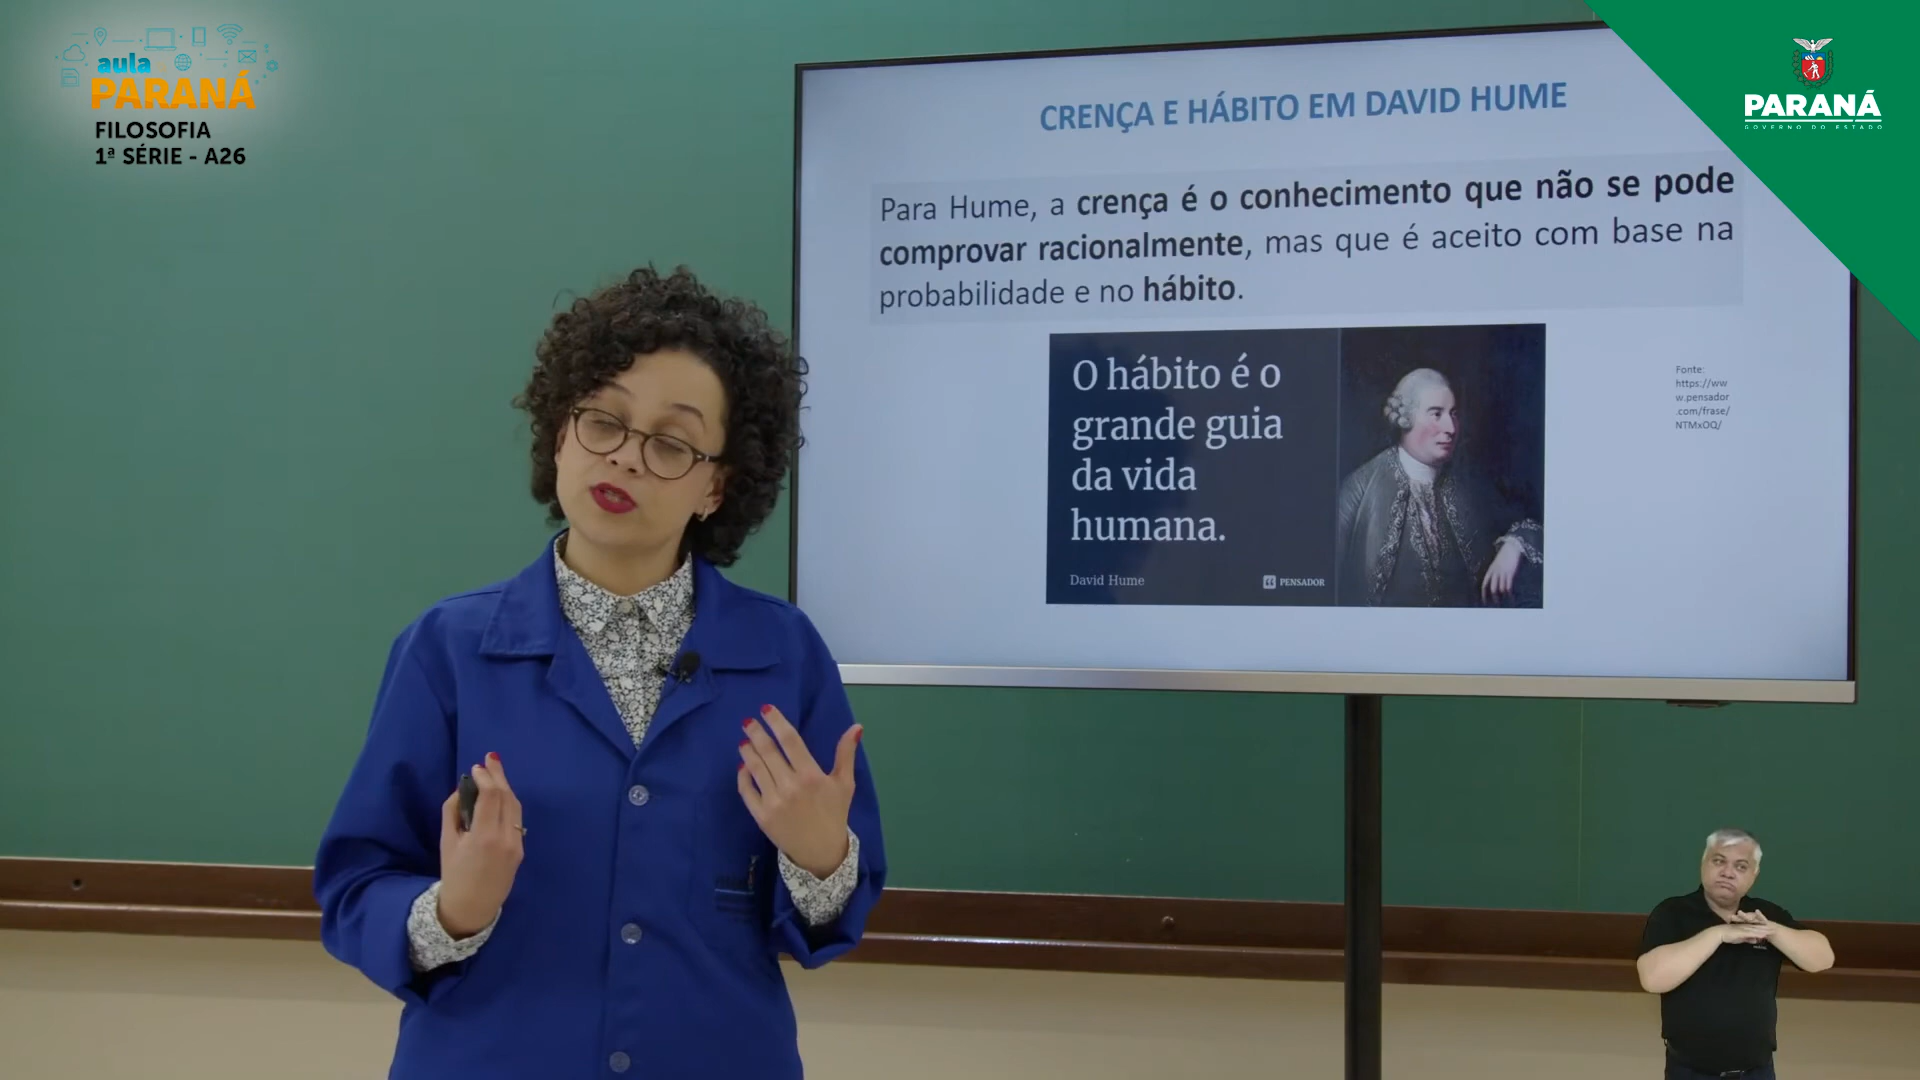 aula
PARANÁ
FILOSOFIA
1ª SÉRIE - A26
CRENÇA E HÁBITO EM DAVID HUME
Para Hume, a crença é o conhecimento que não se pode
comprovar racionalmente, mas que é aceito com base na
probabilidade e no hábito.
O hábito é o
grande guia
da vida
humana.
David Hume
PENSADOR
Fonte:
https://ww
w.pensador
.com/frase/
NTMxOQ/
PARANÁ
GOVERNO DO ESTADO